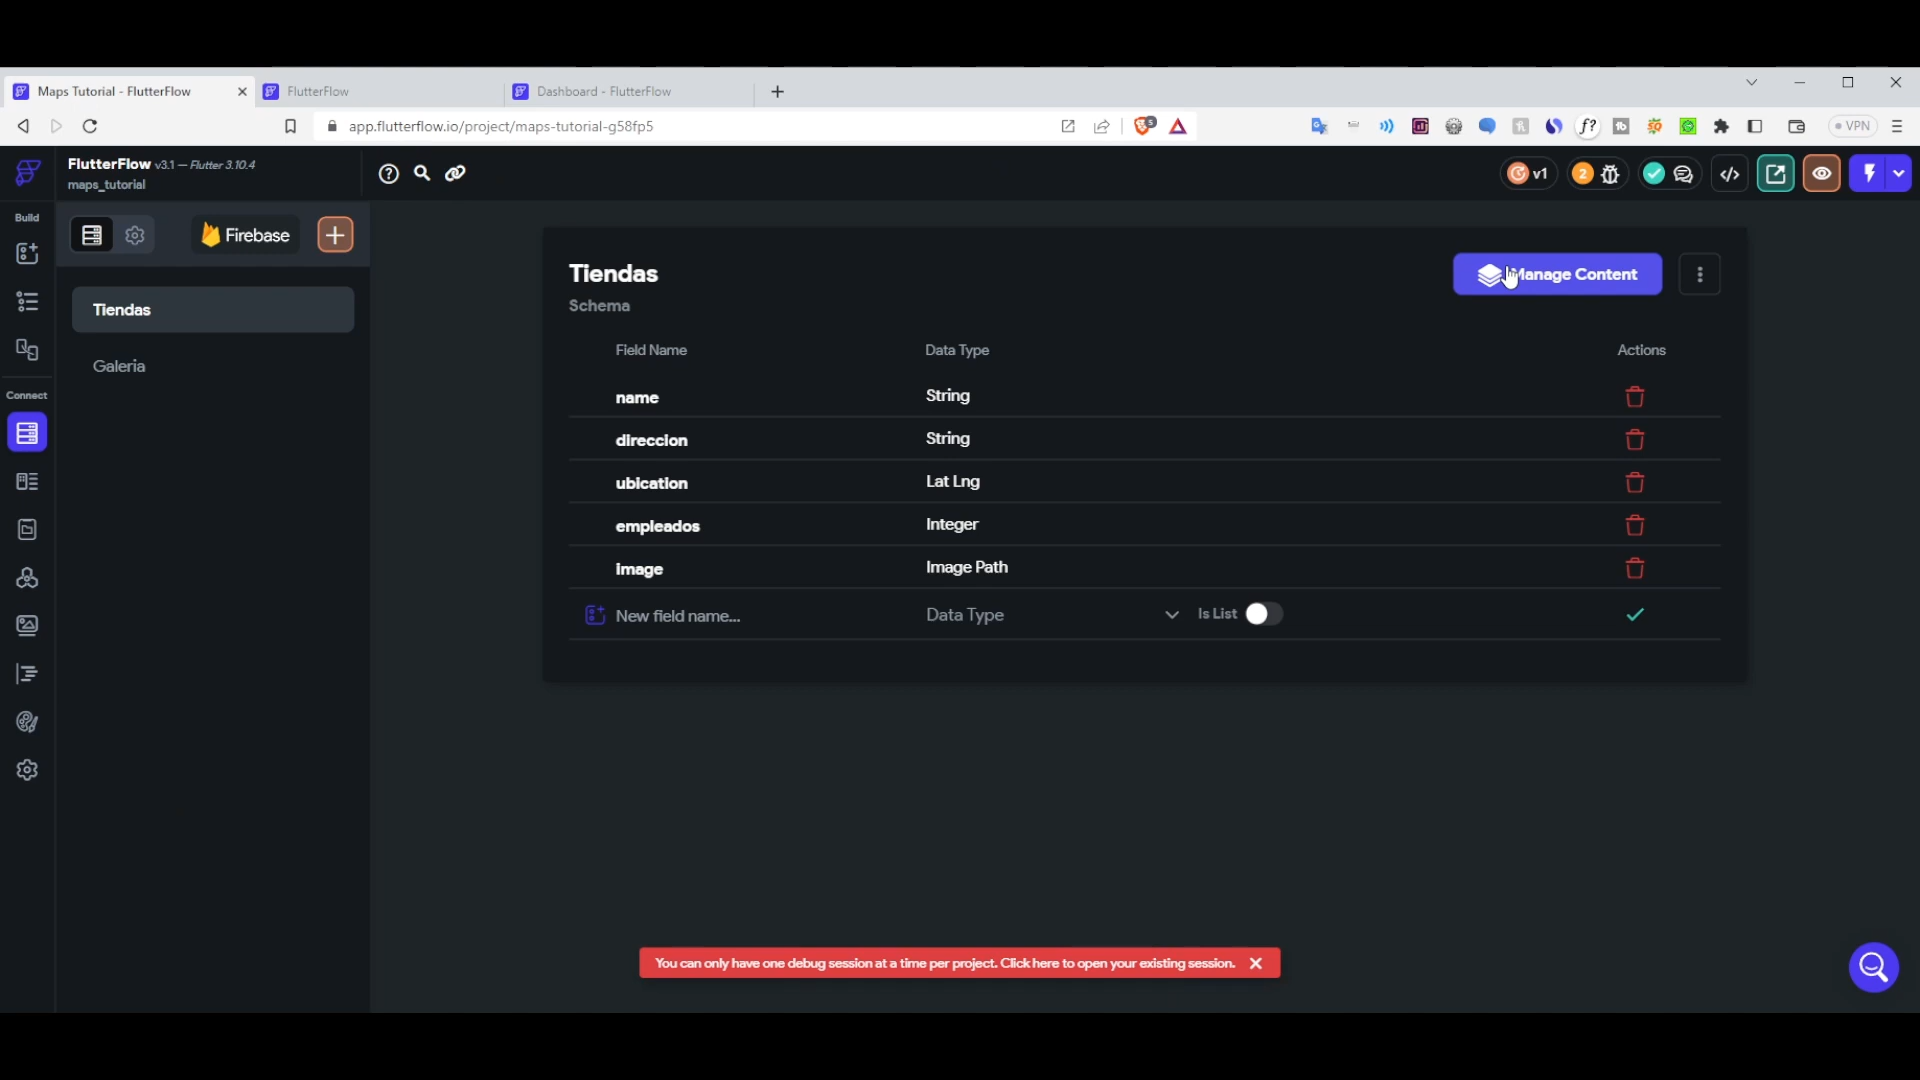 Maps Tutorial - FlutterFlow
FlutterFlow
Dashboard - FlutterFlow
app.flutterflow.io/project/maps-tutorial-g58fp5
VPN
FlutterFlow v3.1 — Flutter 3.10.4
maps_tutorial
v1
2
Build
Firebase
Tiendas
Galeria
Connect
Tiendas
Manage Content
Schema
Field Name Data Type Actions
name String
direccion String
ubication Lat Lng
empleados Integer
image Image Path
New field name... Data Type Is List
You can only have one debug session at a time per project. Click here to open your existing session.